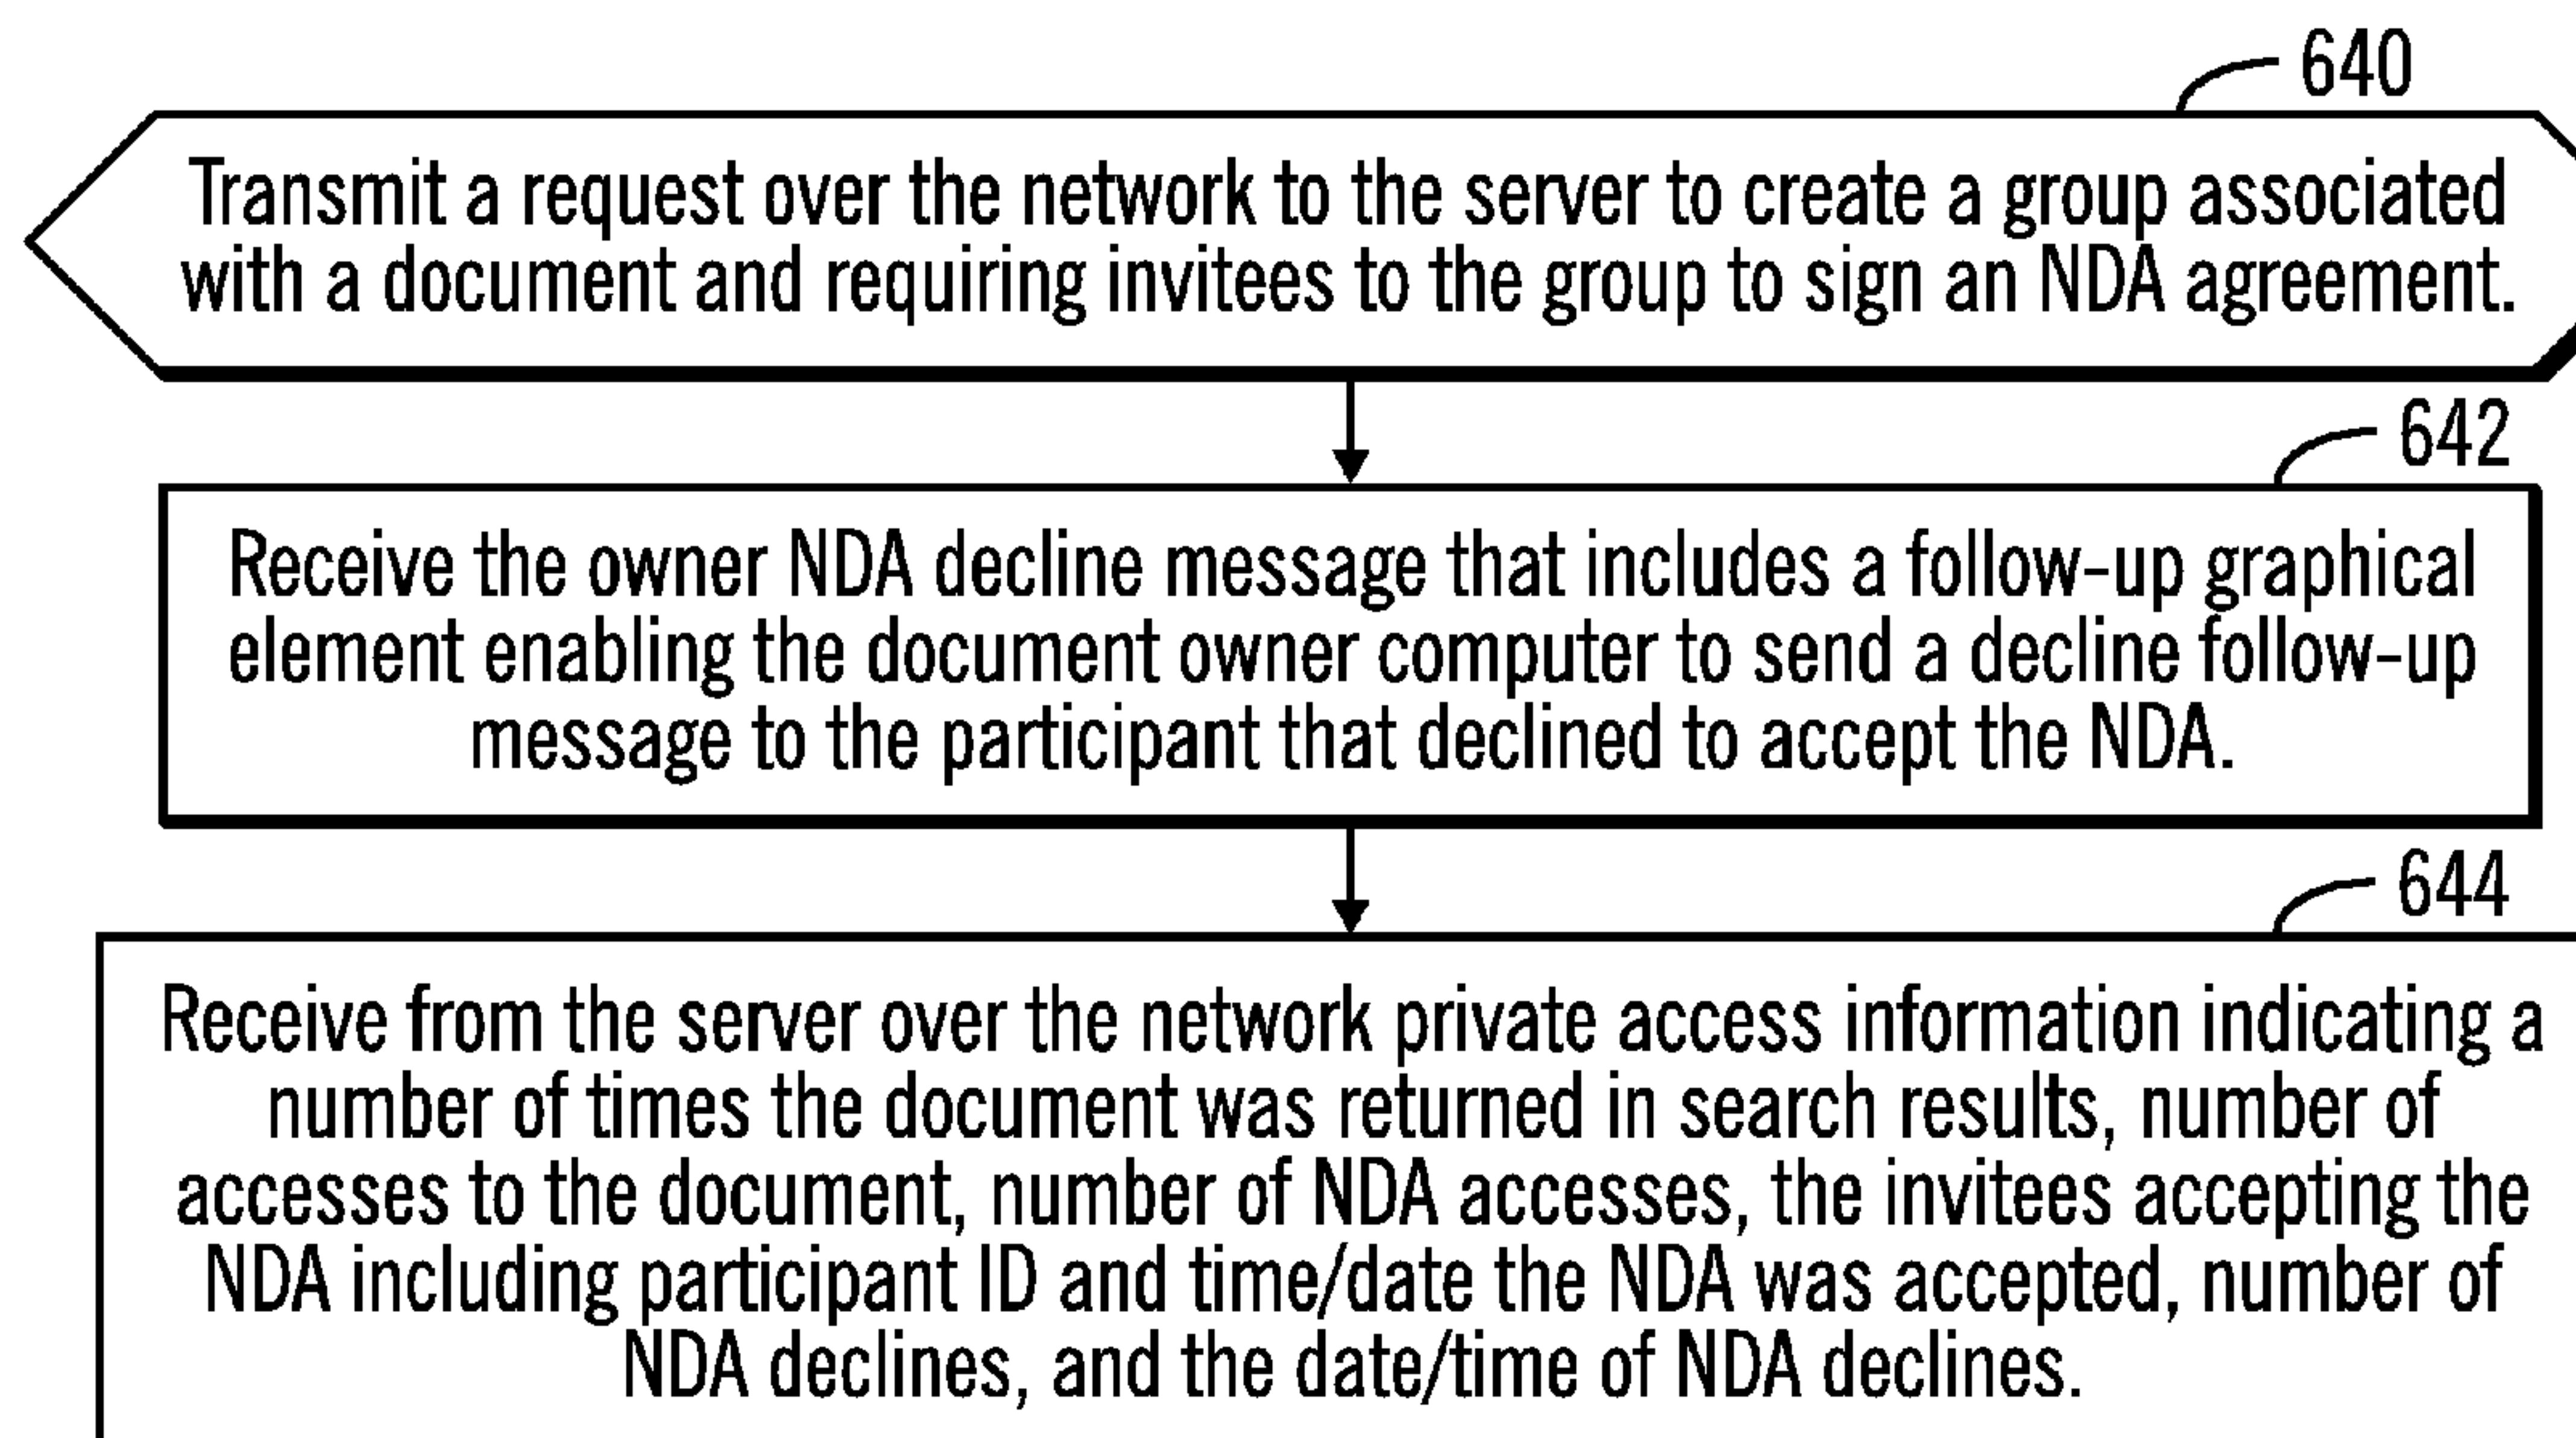 640
Transmit a request over the network to the server to create a group associated
with a document and requiring invitees to the group to sign an NDA agreement.
642
Receive the owner NDA decline message that includes a follow-up graphical
element enabling the document owner computer to send a decline follow-up
message to the participant that declined to accept the NDA.
644
Receive from the server over the network private access information indicating a
number of times the document was returned in search results, number of
accesses to the document, number of NDA accesses, the invitees accepting the
NDA including participant ID and time/date the NDA was accepted, number of
NDA declines, and the date/time of NDA declines.